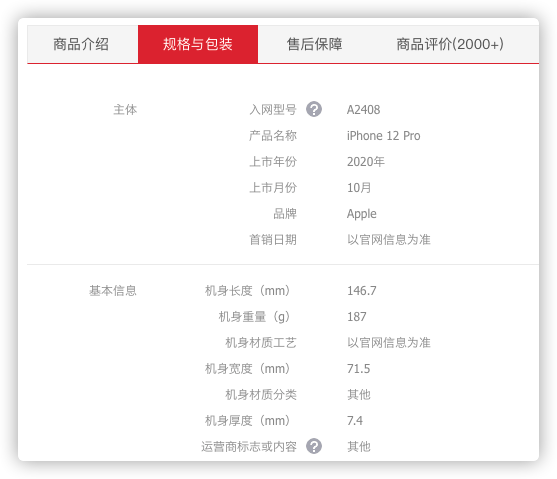 商品介绍 规格与包装 售后保障 商品评价(2000+)
主体 入网型号 ? A2408
产品名称 iPhone 12 Pro
上市年份 2020年
上市月份 10月
品牌 Apple
首销日期 以官网信息为准
基本信息 机身长度（mm） 146.7
机身重量（g） 187
机身材质工艺 以官网信息为准
机身宽度（mm） 71.5
机身材质分类 其他
机身厚度（mm） 7.4
运营商标志或内容 ? 其他